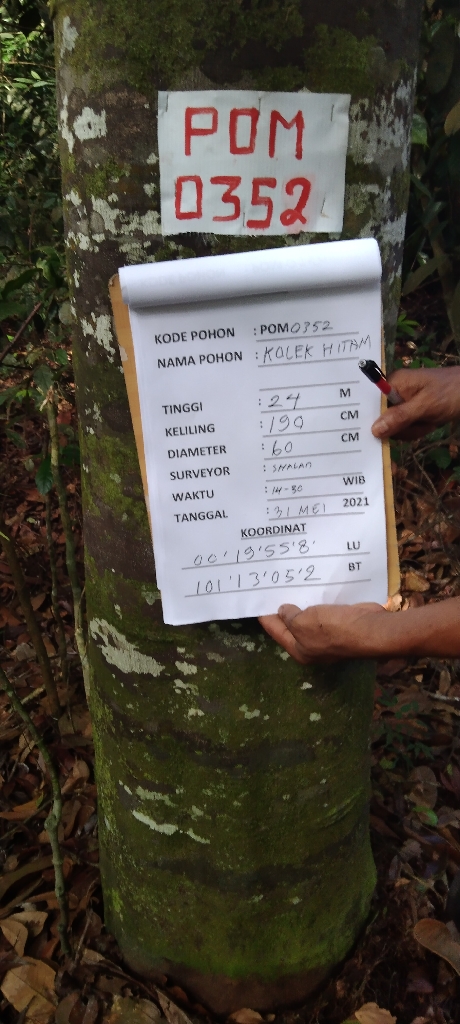 POM
0352
KODE POHON : POM0352
NAMA POHON : KOLEK HITAM
TINGGI : 24 M
KELILING : 190 CM
DIAMETER : 60 CM
SURVEYOR :
WAKTU : 14-30 WIB
TANGGAL : 31 MEI 2021
KOORDINAT
00'19'55'8' LU
101'13'05'2 BT